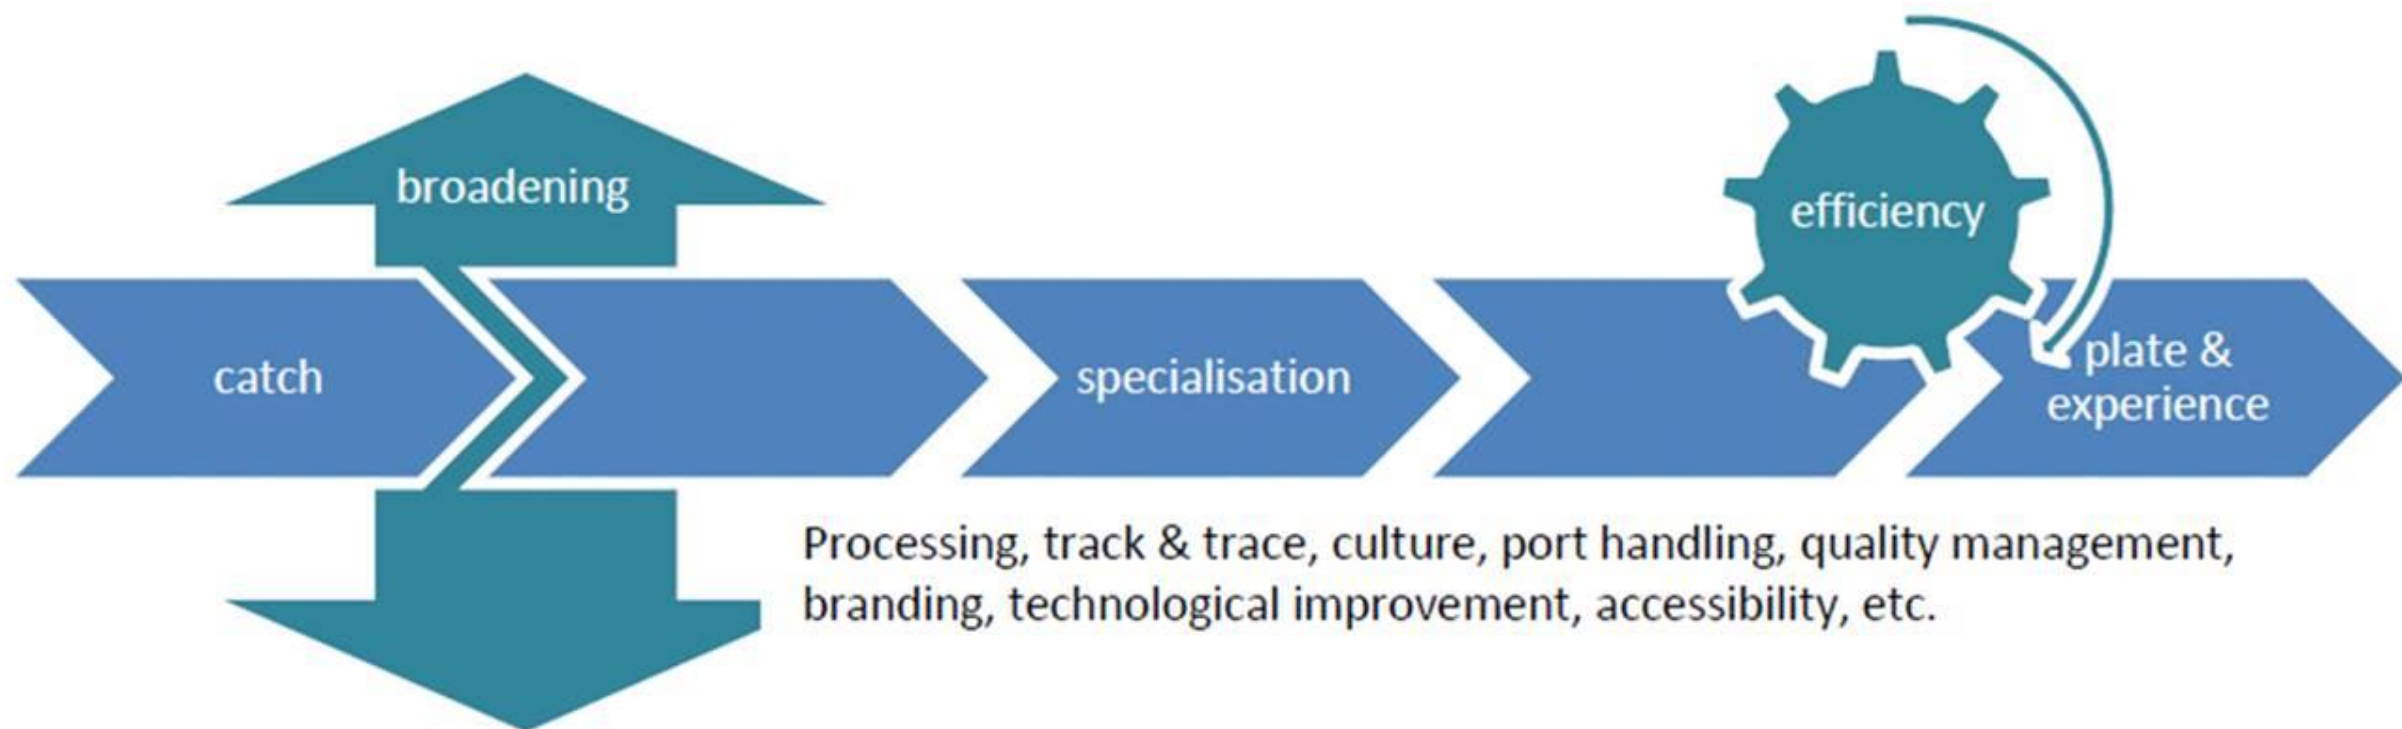 broadening
efficiency
catch
specialisation
plate &
experience
Processing, track & trace, culture, port handling, quality management,
branding, technological improvement, accessibility, etc.